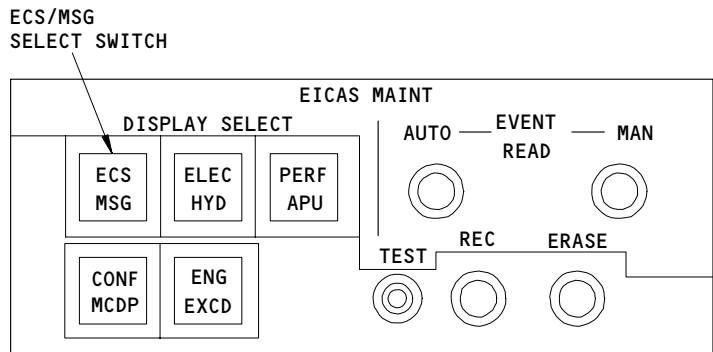 ECS/MSG
SELECT SWITCH
EICAS MAINT
DISPLAY SELECT
AUTO
EVENT
READ
MAN
ECS
MSG
ELEC
HYD
PERF
APU
TEST
REC
ERASE
CONF
MCDP
ENG
EXCD